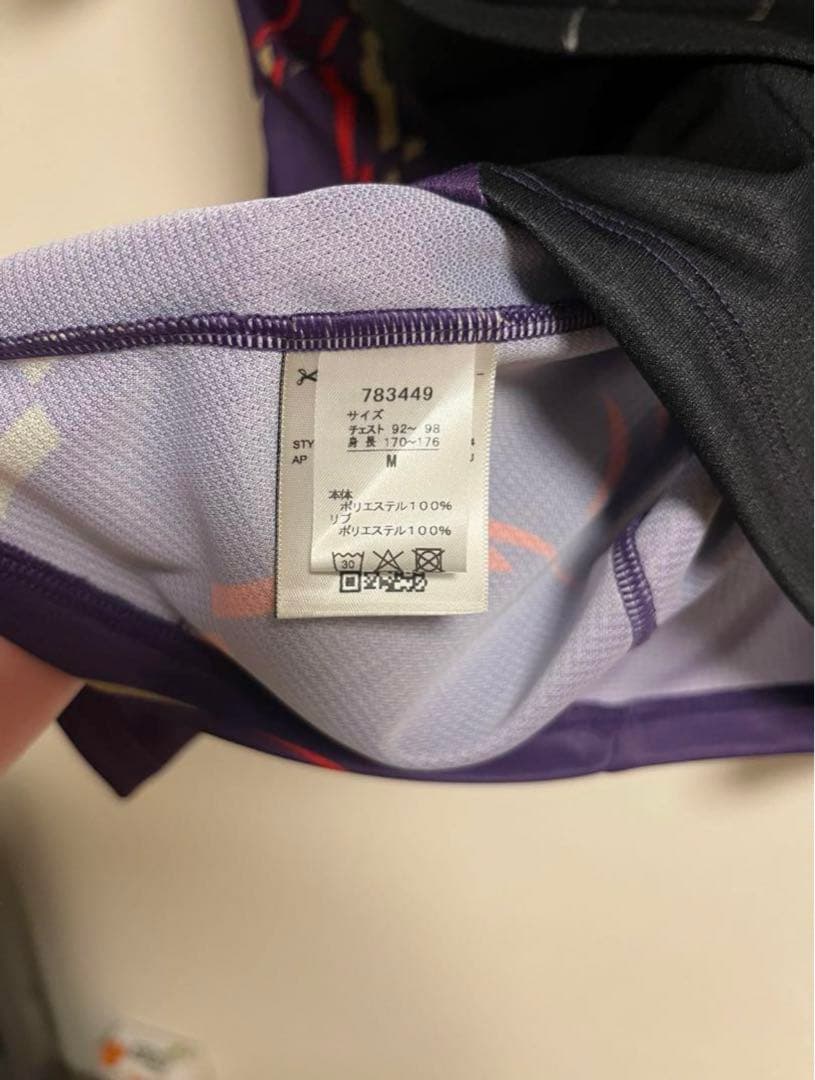 783449
サイズ
チェスト 92～ 98
身長 170～176
M
STY
AP
本体
ポリエステル100%
リブ
ポリエステル100%
30